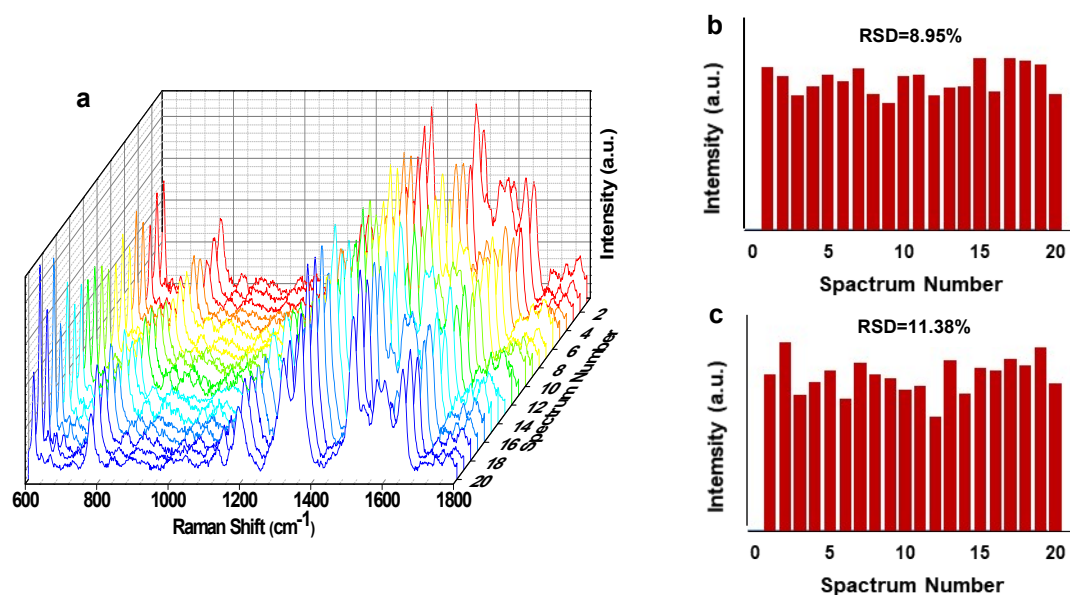 a
Intensity (a.u.)
2
4
6
8
10
12
14
16
18
20
Spectrum Number
600 800 1000 1200 1400 1600 1800
Raman Shift (cm-1)
b
RSD=8.95%
Intemsity (a.u.)
0 5 10 15 20
Spactrum Number
c
RSD=11.38%
Intemsity (a.u.)
0 5 10 15 20
Spactrum Number